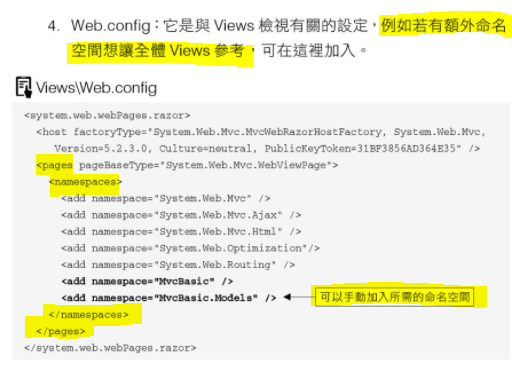 4. Web.config：它是與 Views 檢視有關的設定，例如若有額外命名
空間想讓全體 Views 參考，可在這裡加入。
Views\Web.config
<system.web.webPages.razor>
<host factoryType="System.Web.Mvc.MvcWebRazorHostFactory, System.Web.Mvc,
Version=5.2.3.0, Culture=neutral, PublicKeyToken=31BF3856AD364E35" />
<pages pageBaseType="System.Web.Mvc.WebViewPage">
<namespaces>
<add namespace="System.Web.Mvc" />
<add namespace="System.Web.Mvc.Ajax" />
<add namespace="System.Web.Mvc.Html" />
<add namespace="System.Web.Optimization"/>
<add namespace="System.Web.Routing" />
<add namespace="MvcBasic" />
<add namespace="MvcBasic.Models" /> 可以手動加入所需的命名空間
</namespaces>
</pages>
</system.web.webPages.razor>